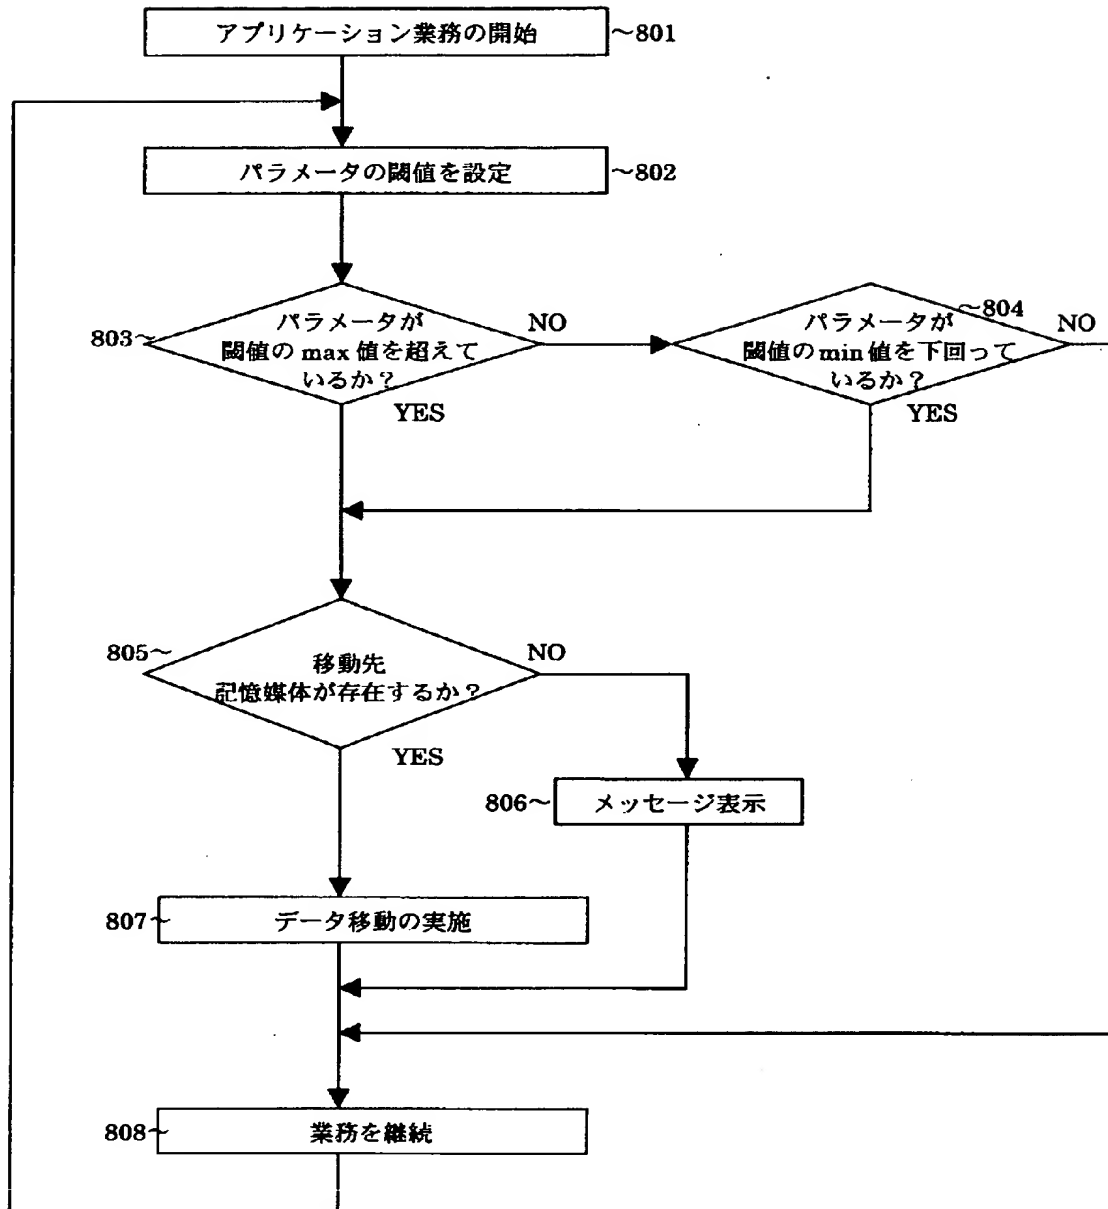 アプリケーション業務の開始 ~801
パラメータの閾値を設定 ~802
803~
パラメータが
閾値の max 値を超えて
いるか？
NO
YES
~804
パラメータが
閾値の min 値を下回って
いるか？
NO
YES
805~
移動先
記憶媒体が存在するか？
NO
YES
806~ メッセージ表示
807~ データ移動の実施
808~ 業務を継続